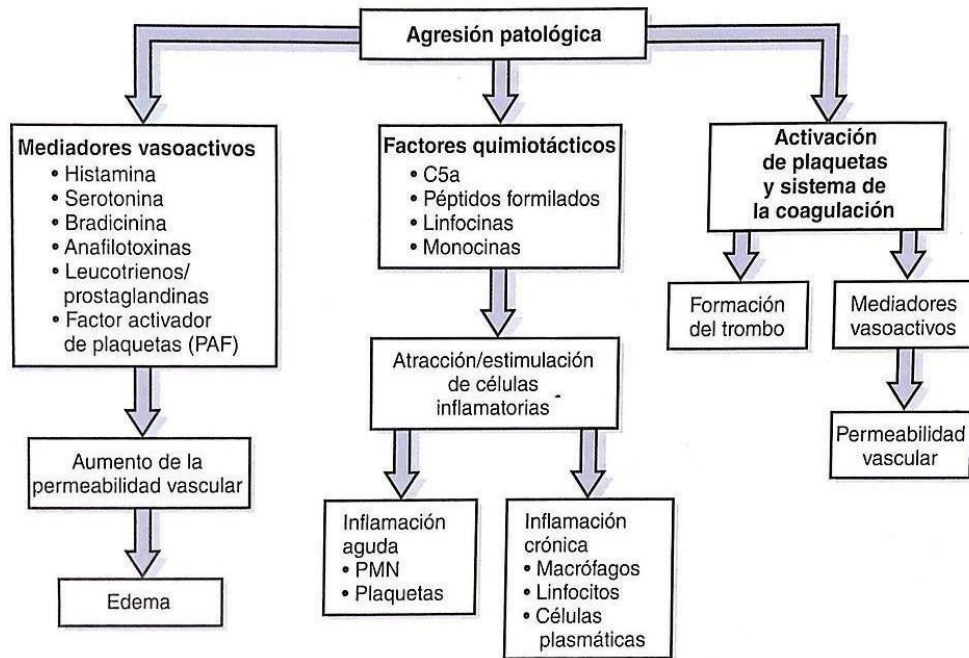 Agresión patológica
Mediadores vasoactivos
• Histamina
• Serotonina
• Bradicinina
• Anafilotoxinas
• Leucotrienos/
prostaglandinas
• Factor activador
de plaquetas (PAF)
Aumento de la
permeabilidad vascular
Edema
Factores quimiotácticos
• C5a
• Péptidos formilados
• Linfocinas
• Monocinas
Atracción/estimulación
de células
inflamatorias
Inflamación
aguda
• PMN
• Plaquetas
Inflamación
crónica
• Macrófagos
• Linfocitos
• Células
plasmáticas
Activación
de plaquetas
y sistema de
la coagulación
Formación
del trombo
Mediadores
vasoactivos
Permeabilidad
vascular